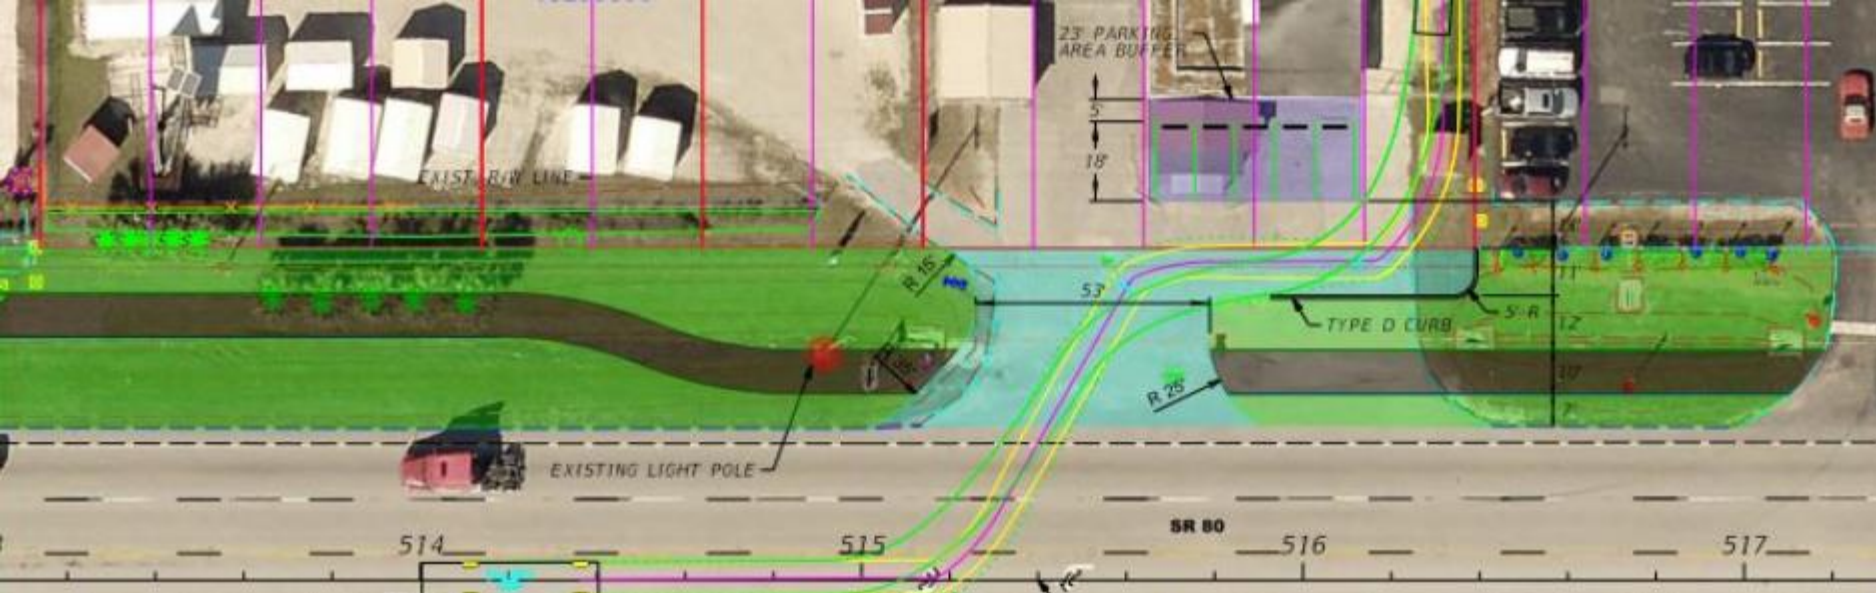 23' PARKING
AREA BUFFER
5'
18'
EXIST. R/W LINE
R 15'
53'
5' R
11'
TYPE D CURB
12'
10'
R 25'
7'
EXISTING LIGHT POLE
SR 80
514
515
516
517